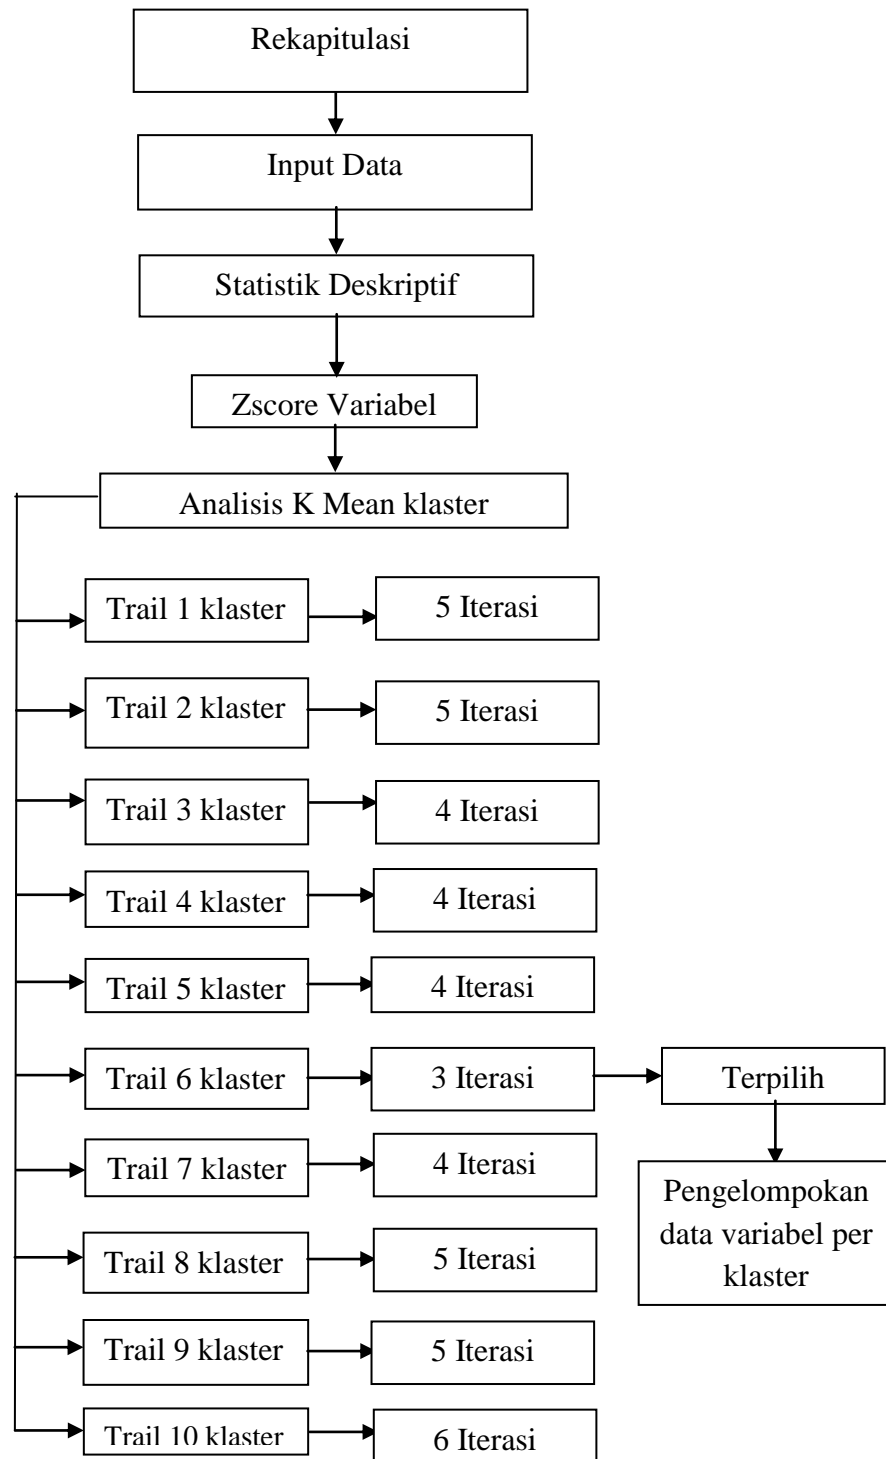 Rekapitulasi
Input Data
Statistik Deskriptif
Zscore Variabel
Analisis K Mean klaster
Trail 1 klaster
5 Iterasi
Trail 2 klaster
5 Iterasi
Trail 3 klaster
4 Iterasi
Trail 4 klaster
4 Iterasi
Trail 5 klaster
4 Iterasi
Trail 6 klaster
3 Iterasi
Terpilih
Trail 7 klaster
4 Iterasi
Pengelompokan
data variabel per
klaster
Trail 8 klaster
5 Iterasi
Trail 9 klaster
5 Iterasi
Trail 10 klaster
6 Iterasi